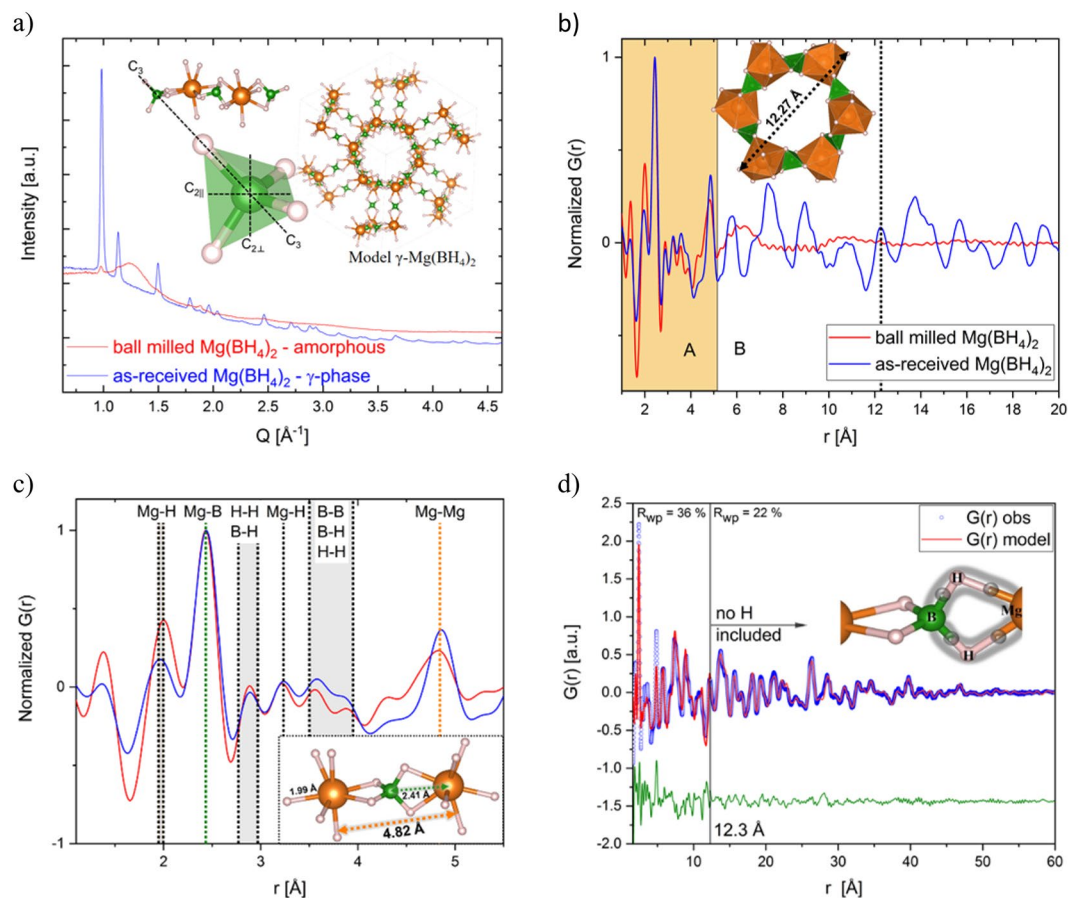 a)
Intensity [a.u.]
C3
C2||
C2⊥
C3
Model γ-Mg(BH4)2
ball milled Mg(BH4)2 - amorphous
as-received Mg(BH4)2 - γ-phase
1.0 1.5 2.0 2.5 3.0 3.5 4.0 4.5
Q [Å-1]
b)
Normalized G(r)
1
0
12.27 Å
A B
ball milled Mg(BH4)2
as-received Mg(BH4)2
2 4 6 8 10 12 14 16 18 20
r [Å]
c)
Normalized G(r)
1
0
-1
Mg-H Mg-B H-H Mg-H B-B Mg-Mg
B-H B-H
H-H
1.99 Å
2.41 Å
4.82 Å
2 3 4 5
r [Å]
d)
G(r) [a.u.]
2.5
2.0
1.5
1.0
0.5
0.0
-0.5
-1.0
-1.5
-2.0
Rwp = 36 % Rwp = 22 %
G(r) obs
G(r) model
no H
included
H
B
Mg
H
12.3 Å
10 20 30 40 50 60
r [Å]